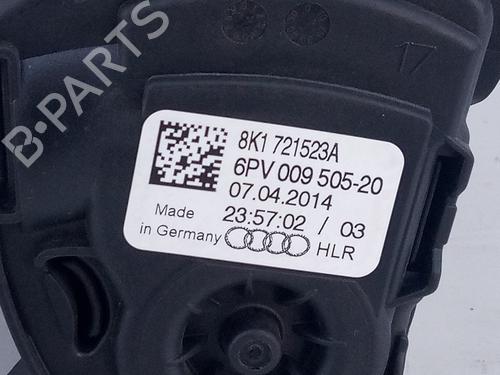 B-PARTS
17
8K1 721523A
6PV 009 505-20
07.04.2014
23:57:02 / 03
Made
in Germany
HLR